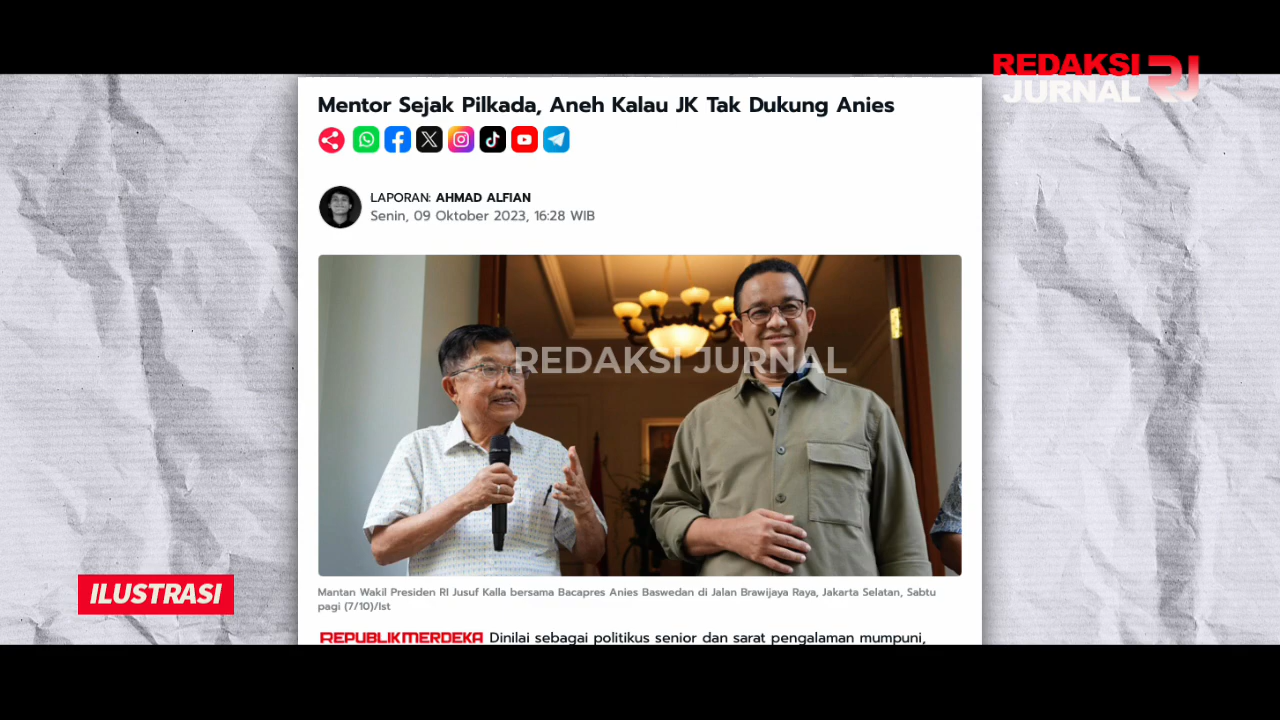 REDAKSI
JURNAL
RJ
Mentor Sejak Pilkada, Aneh Kalau JK Tak Dukung Anies
LAPORAN: AHMAD ALFIAN
Senin, 09 Oktober 2023, 16:28 WIB
REDAKSI JURNAL
ILUSTRASI
Mantan Wakil Presiden RI Jusuf Kalla bersama Bacapres Anies Baswedan di Jalan Brawijaya Raya, Jakarta Selatan, Sabtu
pagi (7/10)/Ist
REPUBLIKMERDEKA Dinilai sebagai politikus senior dan sarat pengalaman mumpuni,